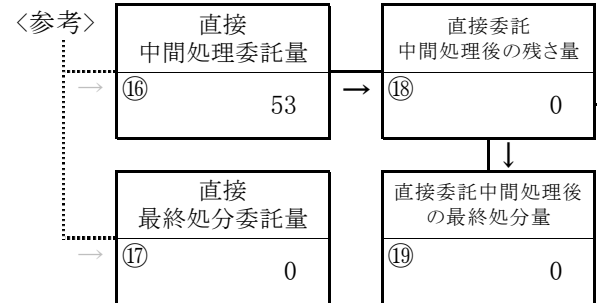 〈参考〉
直接
中間処理委託量
⑯
53
→
→
直接委託
中間処理後の残さ量
⑱
0
↓
直接
最終処分委託量
⑰
0
→
直接委託中間処理後
の最終処分量
⑲
0